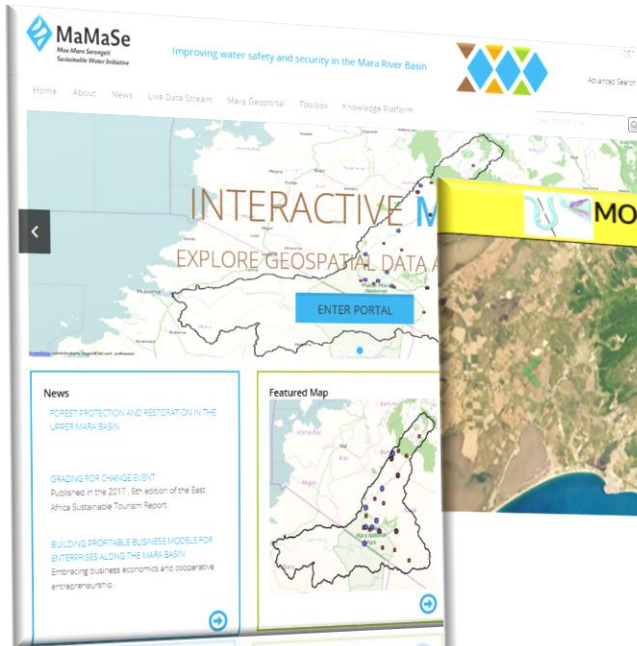 MaMaSe
Mau Mara Serengeti
Sustainable Water Initiative
Improving water safety and security in the Mara River Basin
Advanced Search
Home About News Live Data Stream Mara Geoportal Toolbox Knowledge Platform
INTERACTIVE M
EXPLORE GEOSPATIAL DATA A
ENTER PORTAL
MO
News
FOREST PROTECTION AND RESTORATION IN THE
UPPER MARA BASIN
GRAZING FOR CHANGE EVENT
Published in the 2017 , 6th edition of the East
Africa Sustainable Tourism Report
BUILDING PROFITABLE BUSINESS MODELS FOR
ENTERPRISES ALONG THE MARA BASIN
Embracing business economics and cooperative
entrepreneurship
Featured Map